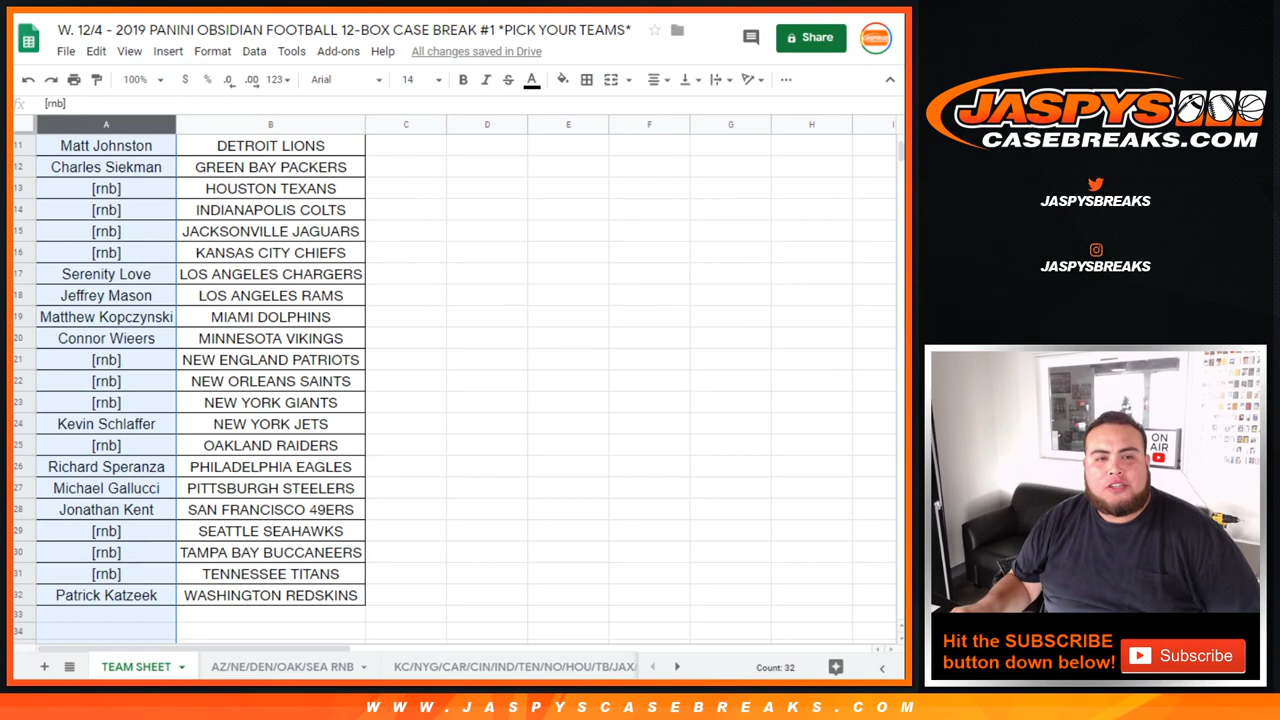 W. 12/4 - 2019 PANINI OBSIDIAN FOOTBALL 12-BOX CASE BREAK #1 *PICK YOUR TEAMS*
File Edit View Insert Format Data Tools Add-ons Help All changes saved in Drive
Share
100% $ % .0 .00 123 Arial 14 B I S A
fx [rnb]
A B C D E F G H I
11 Matt Johnston DETROIT LIONS
12 Charles Siekman GREEN BAY PACKERS
13 [rnb] HOUSTON TEXANS
14 [rnb] INDIANAPOLIS COLTS
15 [rnb] JACKSONVILLE JAGUARS
16 [rnb] KANSAS CITY CHIEFS
17 Serenity Love LOS ANGELES CHARGERS
18 Jeffrey Mason LOS ANGELES RAMS
19 Matthew Kopczynski MIAMI DOLPHINS
20 Connor Wieers MINNESOTA VIKINGS
21 [rnb] NEW ENGLAND PATRIOTS
22 [rnb] NEW ORLEANS SAINTS
23 [rnb] NEW YORK GIANTS
24 Kevin Schlaffer NEW YORK JETS
25 [rnb] OAKLAND RAIDERS
26 Richard Speranza PHILADELPHIA EAGLES
27 Michael Gallucci PITTSBURGH STEELERS
28 Jonathan Kent SAN FRANCISCO 49ERS
29 [rnb] SEATTLE SEAHAWKS
30 [rnb] TAMPA BAY BUCCANEERS
31 [rnb] TENNESSEE TITANS
32 Patrick Katzeek WASHINGTON REDSKINS
33
34
TEAM SHEET AZ/NE/DEN/OAK/SEA RNB KC/NYG/CAR/CIN/IND/TEN/NO/HOU/TB/JAX/ Count: 32
JASPYS
CASEBREAKS.COM
JASPYSBREAKS
JASPYSBREAKS
ON
AIR
Hit the SUBSCRIBE
button down below!
Subscribe
WWW.JASPYSCASEBREAKS.COM